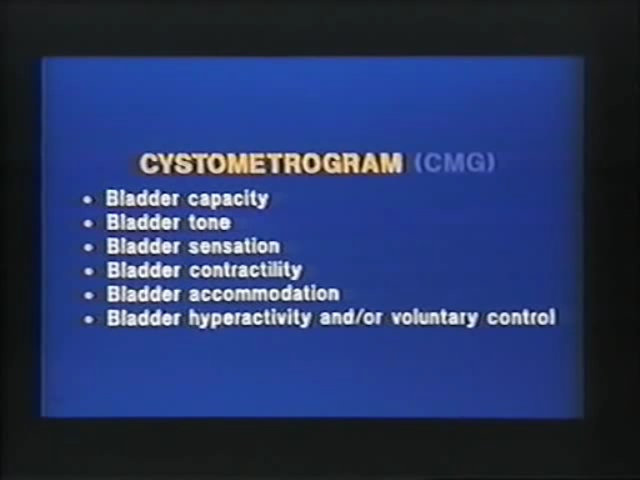 CYSTOMETROGRAM (CMG)
• Bladder capacity
• Bladder tone
• Bladder sensation
• Bladder contractility
• Bladder accommodation
• Bladder hyperactivity and/or voluntary control